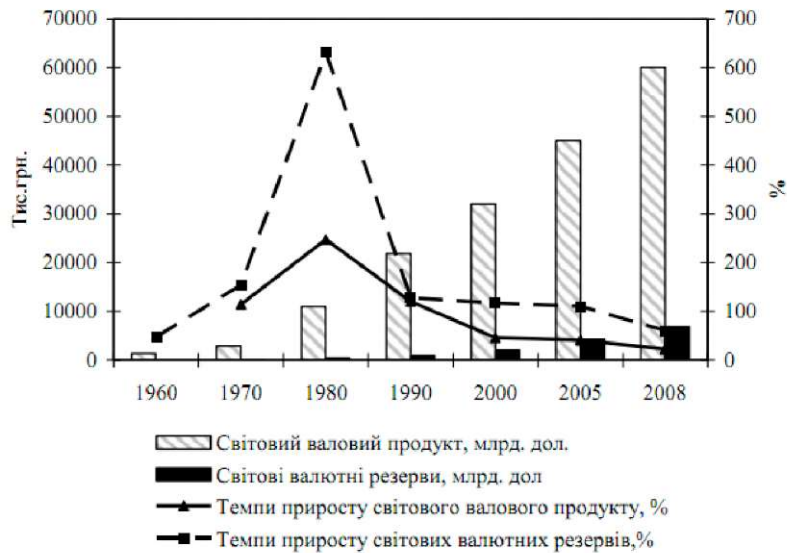 70000
60000
50000
40000
30000
20000
10000
0
Тис.грн.
700
600
500
400
300
200
100
0
%
1960 1970 1980 1990 2000 2005 2008
Світовий валовий продукт, млрд. дол.
Світові валютні резерви, млрд. дол
Темпи приросту світового валового продукту, %
Темпи приросту світових валютних резервів,%